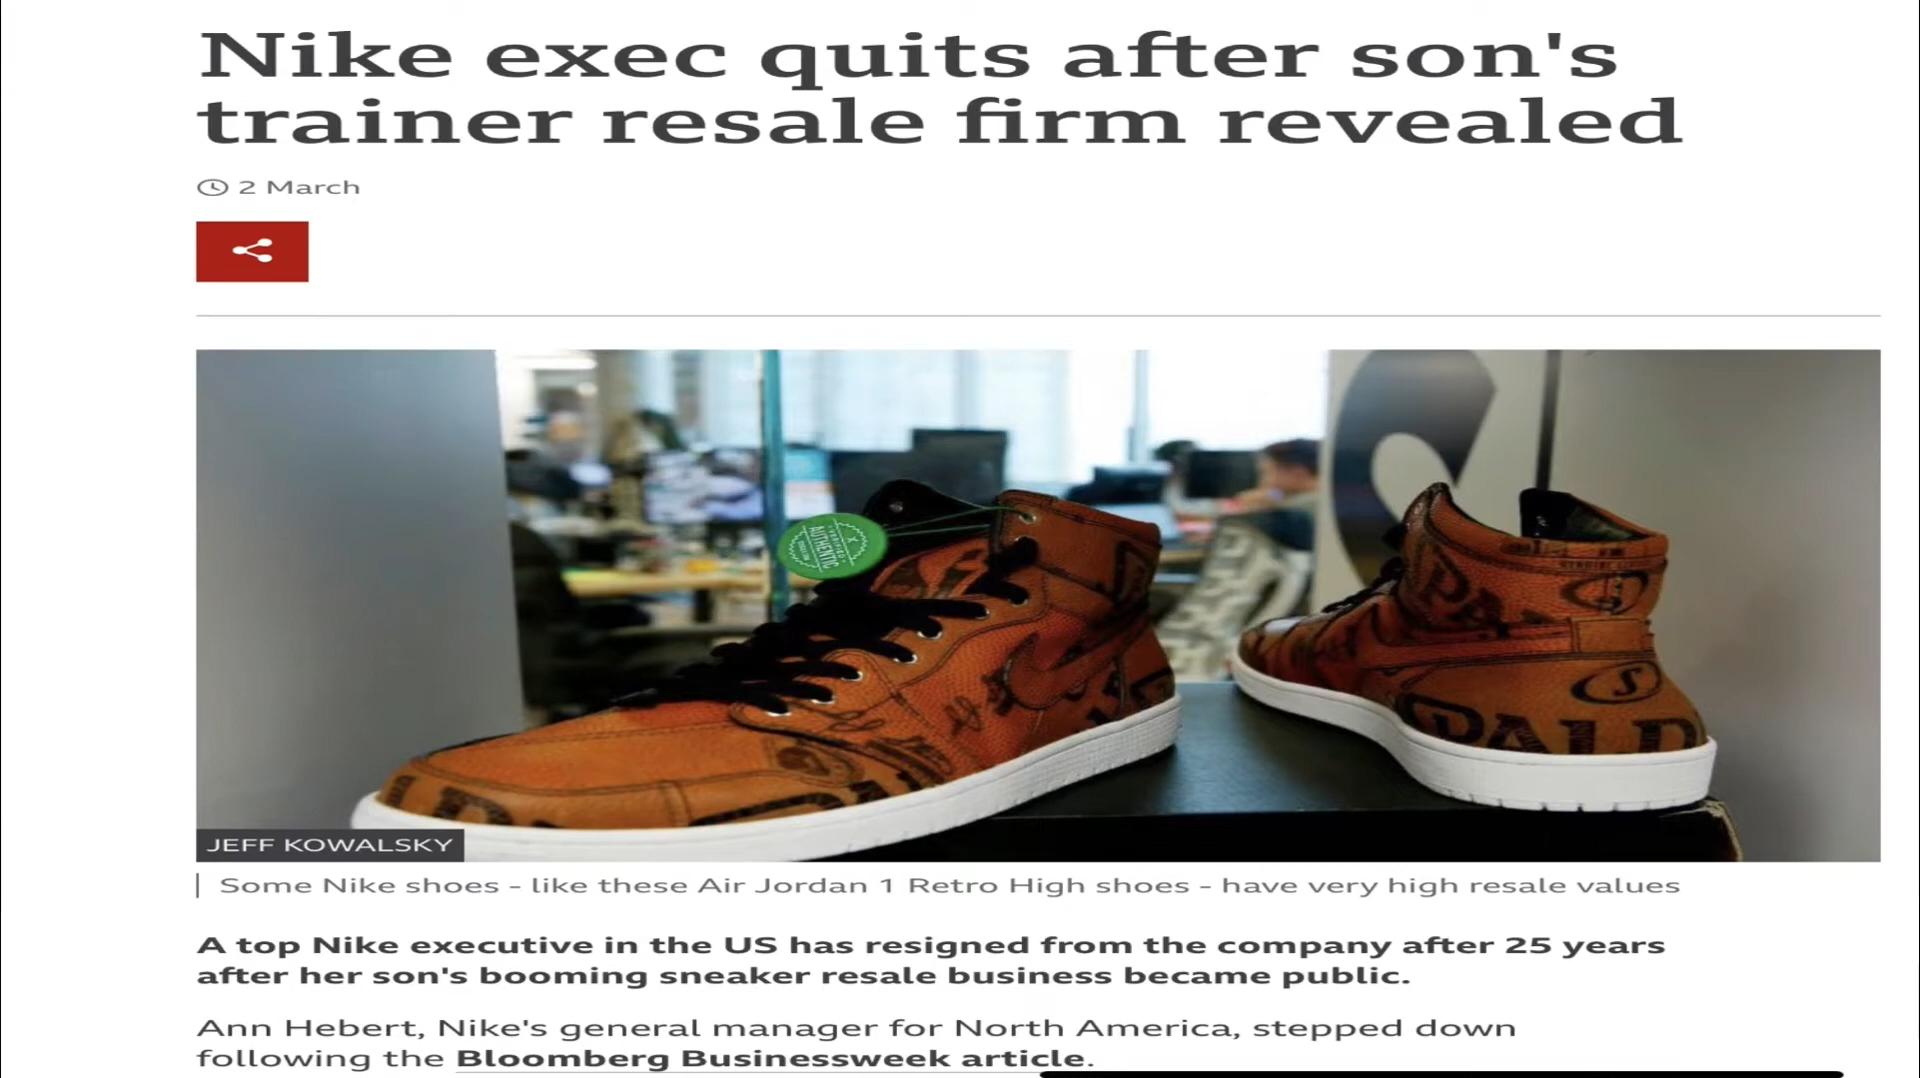 Nike exec quits after son's
trainer resale firm revealed
2 March
AUTHENTIC
SPALD
JEFF KOWALSKY
Some Nike shoes - like these Air Jordan 1 Retro High shoes - have very high resale values
A top Nike executive in the US has resigned from the company after 25 years
after her son's booming sneaker resale business became public.
Ann Hebert, Nike's general manager for North America, stepped down
following the Bloomberg Businessweek article.